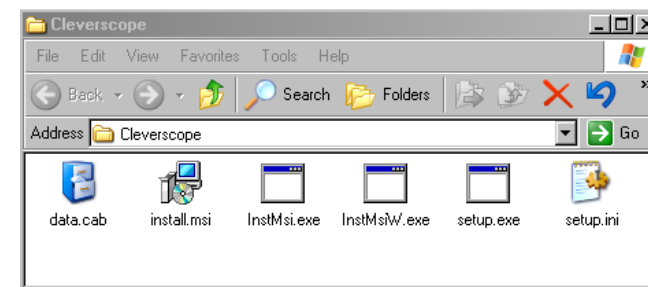 Cleverscope
File Edit View Favorites Tools Help
Back Search Folders »
Address Cleverscope Go
data.cab install.msi InstMsi.exe InstMsiW.exe setup.exe setup.ini